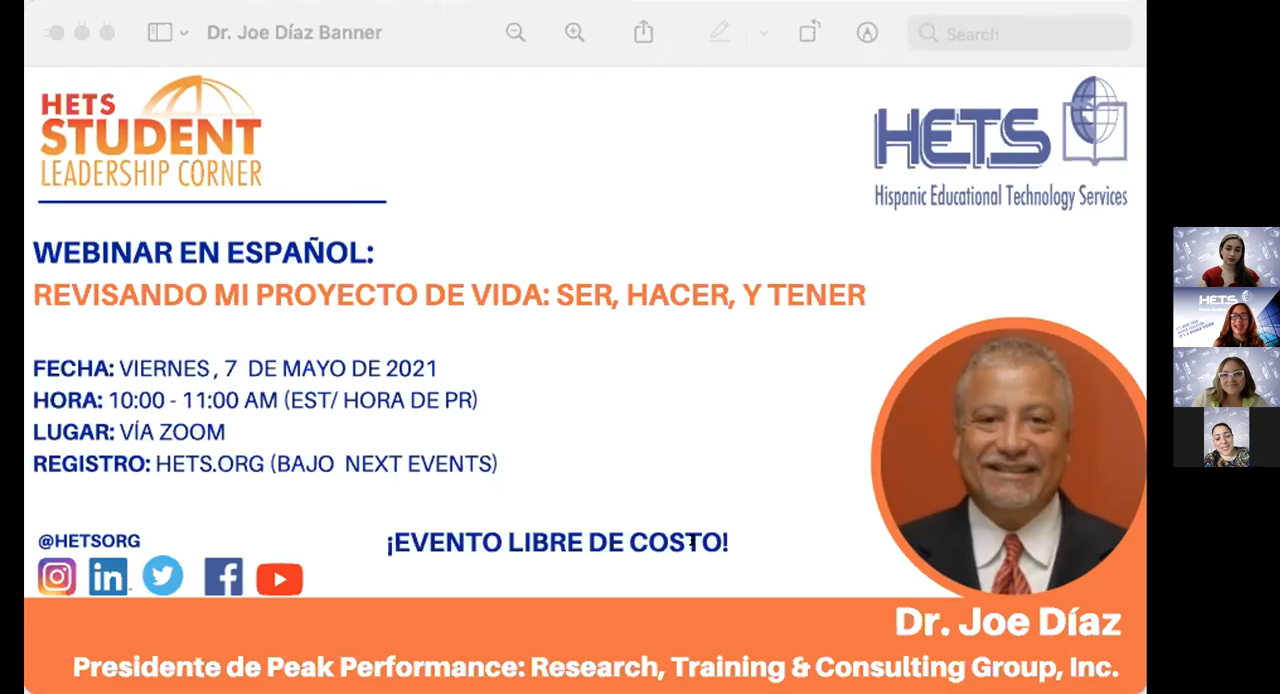 Dr. Joe Díaz Banner
Search
HETS
STUDENT
LEADERSHIP CORNER
HETS
Hispanic Educational Technology Services
WEBINAR EN ESPAÑOL:
REVISANDO MI PROYECTO DE VIDA: SER, HACER, Y TENER
FECHA: VIERNES , 7 DE MAYO DE 2021
HORA: 10:00 - 11:00 AM (EST/ HORA DE PR)
LUGAR: VÍA ZOOM
REGISTRO: HETS.ORG (BAJO NEXT EVENTS)
@HETSORG
¡EVENTO LIBRE DE COSTO!
Dr. Joe Díaz
Presidente de Peak Performance: Research, Training & Consulting Group, Inc.
HETS